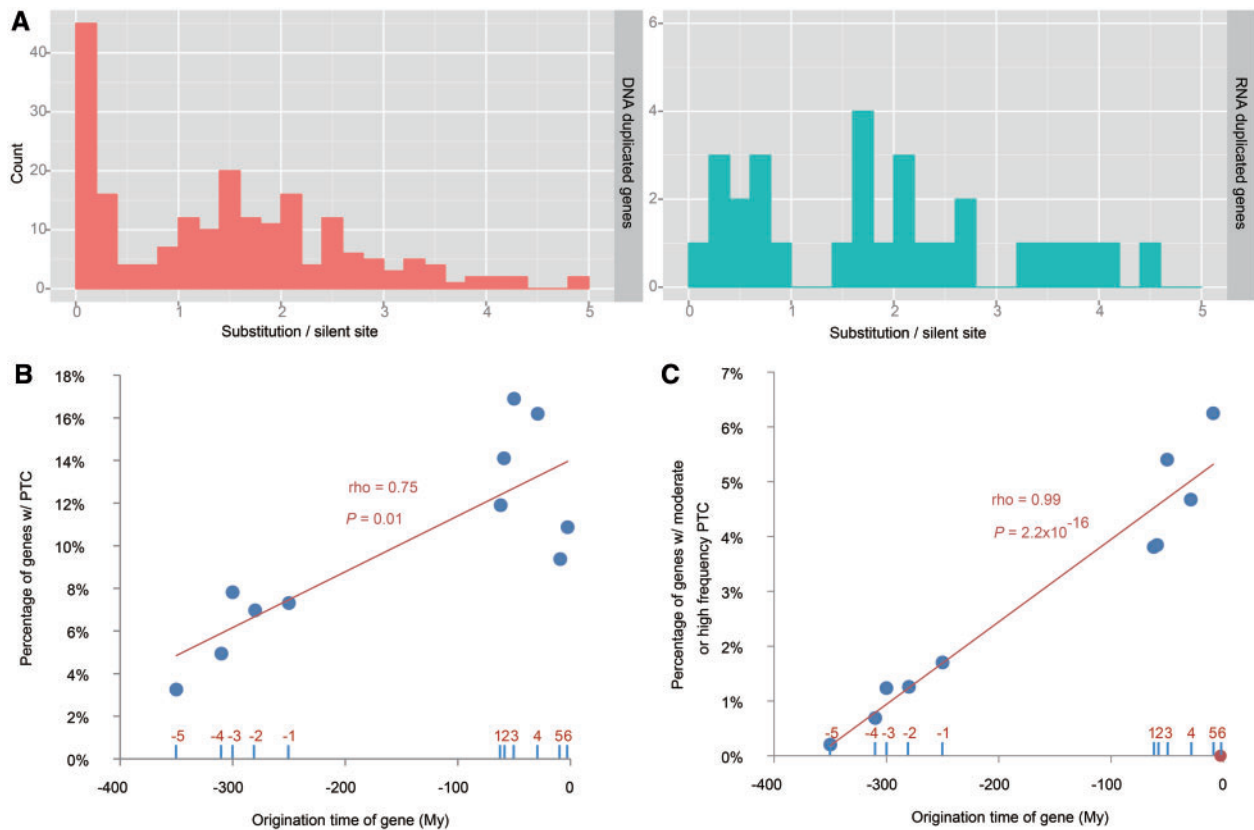 A
40
30
20
10
0
Count
0 1 2 3 4 5
Substitution / silent site
DNA duplicated genes
6
4
2
0
0 1 2 3 4 5
Substitution / silent site
RNA duplicated genes
B
18%
16%
14%
12%
10%
8%
6%
4%
2%
0%
Percentage of genes w/ PTC
rho = 0.75
P = 0.01
-5 -4 -3 -2 -1 123 4 56
-400 -300 -200 -100 0
Origination time of gene (My)
C
7%
6%
5%
4%
3%
2%
1%
0%
Percentage of genes w/ moderate
or high frequency PTC
rho = 0.99
P = 2.2x10^-16
-5 -4 -3 -2 -1 123 4 56
-400 -300 -200 -100 0
Origination time of gene (My)